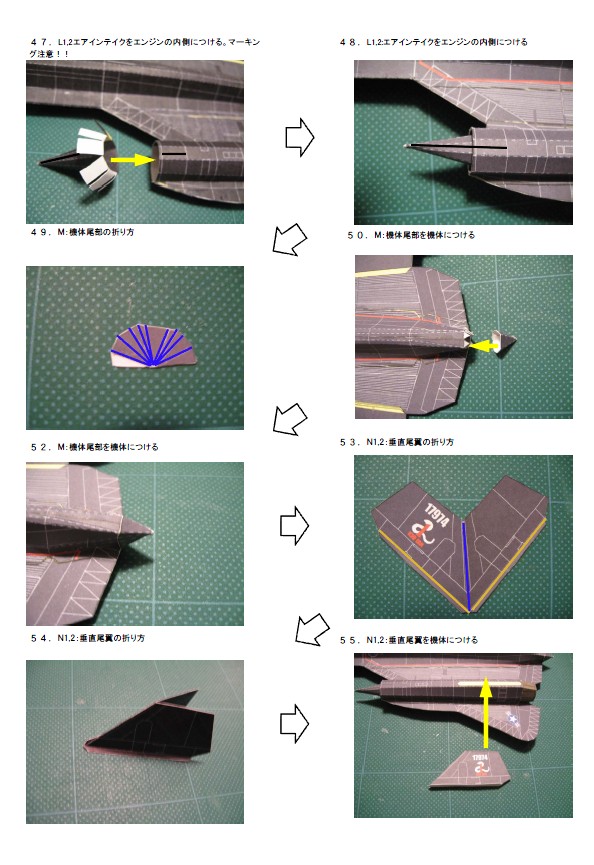 ４７．L1,2エアインテイクをエンジンの内側につける。マーキン
グ注意！！
４８．L1,2:エアインテイクをエンジンの内側につける
４９．M：機体尾部の折り方
５０．M：機体尾部を機体につける
５２．M：機体尾部を機体につける
５３．N1,2：垂直尾翼の折り方
17974
５４．N1,2：垂直尾翼の折り方
５５．N1,2：垂直尾翼を機体につける
17974